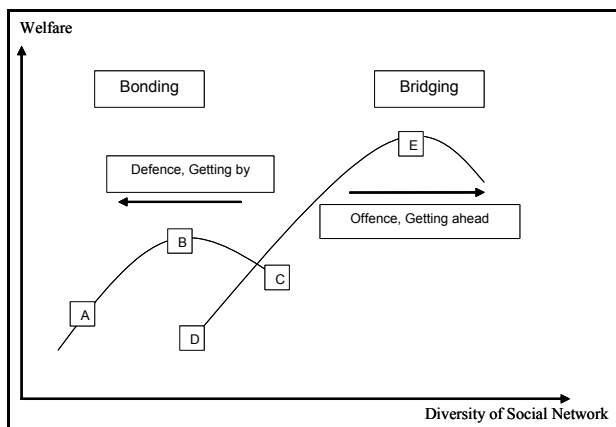 Welfare
Bonding
Bridging
E
Defence, Getting by
Offence, Getting ahead
B
C
A
D
Diversity of Social Network